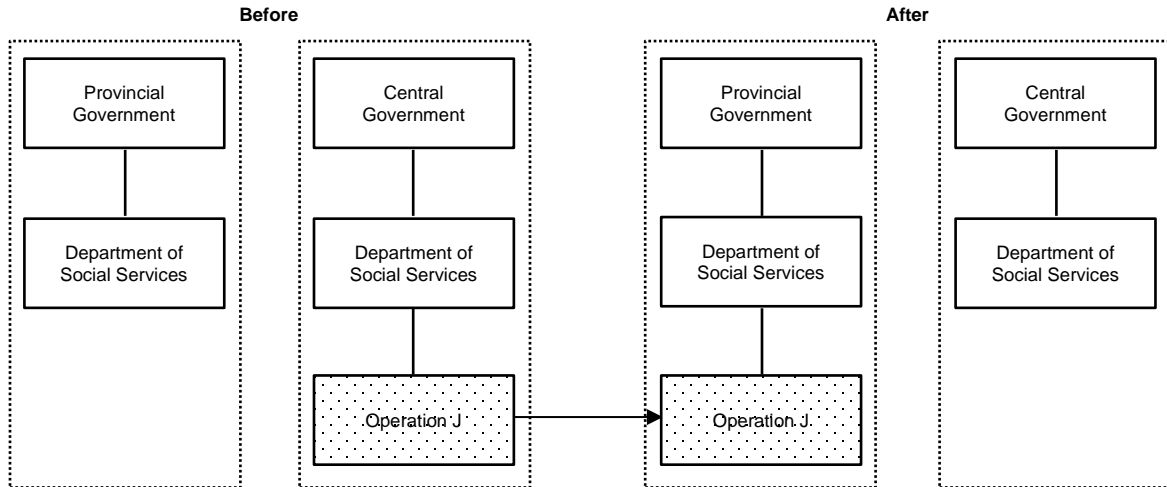 Before
After
Provincial
Government
Central
Government
Provincial
Government
Central
Government
Department of
Social Services
Department of
Social Services
Department of
Social Services
Department of
Social Services
Operation J
Operation J